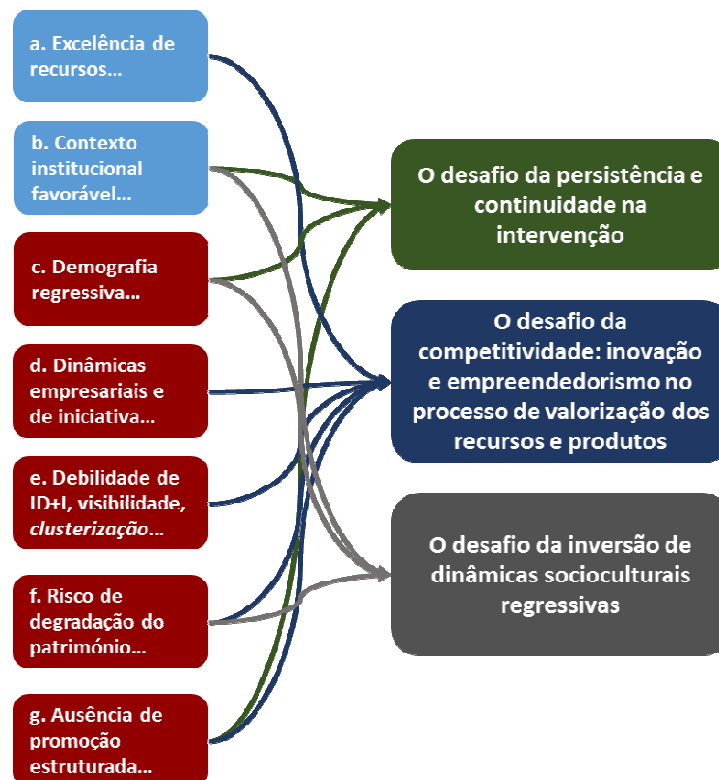 a. Excelência de
recursos...
b. Contexto
institucional
favorável...
c. Demografia
regressiva...
d. Dinâmicas
empresariais e
de iniciativa...
e. Debilidade de
ID+I, visibilidade,
clusterização...
f. Risco de
degradação do
património...
g. Ausência de
promoção
estruturada...
O desafio da persistência e
continuidade na
intervenção
O desafio da
competitividade: inovação
e empreendedorismo no
processo de valorização dos
recursos e produtos
O desafio da inversão de
dinâmicas socioculturais
regressivas